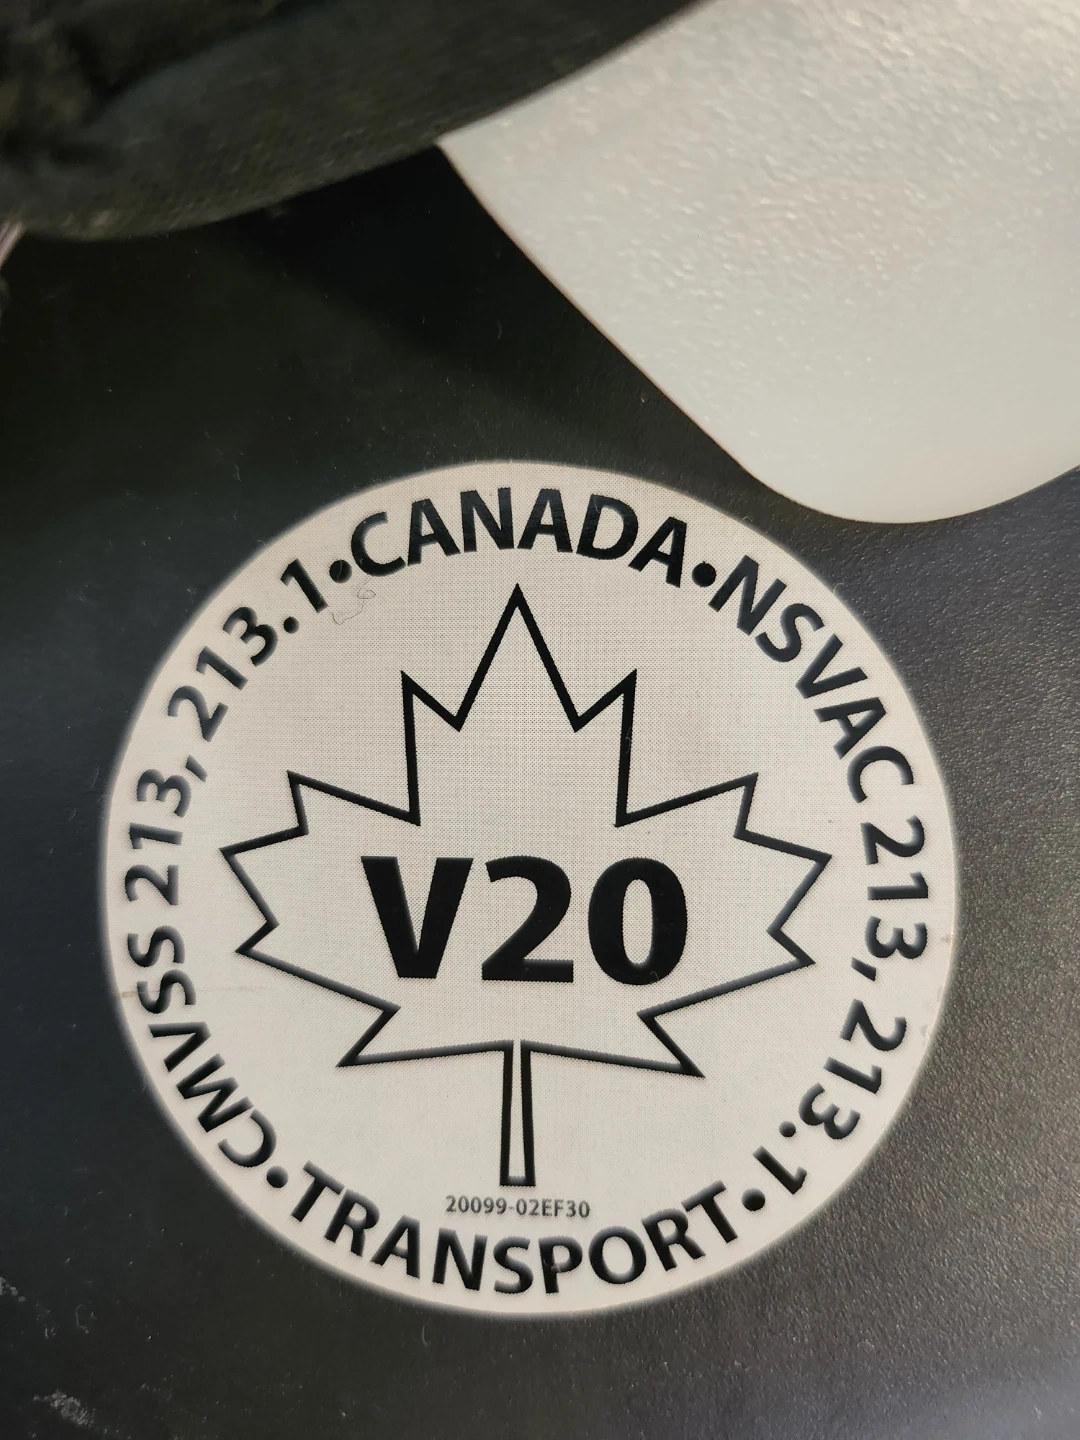 •CANADA•
NSVAC 213, 213.1
•TRANSPORT•
CMVSS 213, 213.1
V20
20099-02EF30